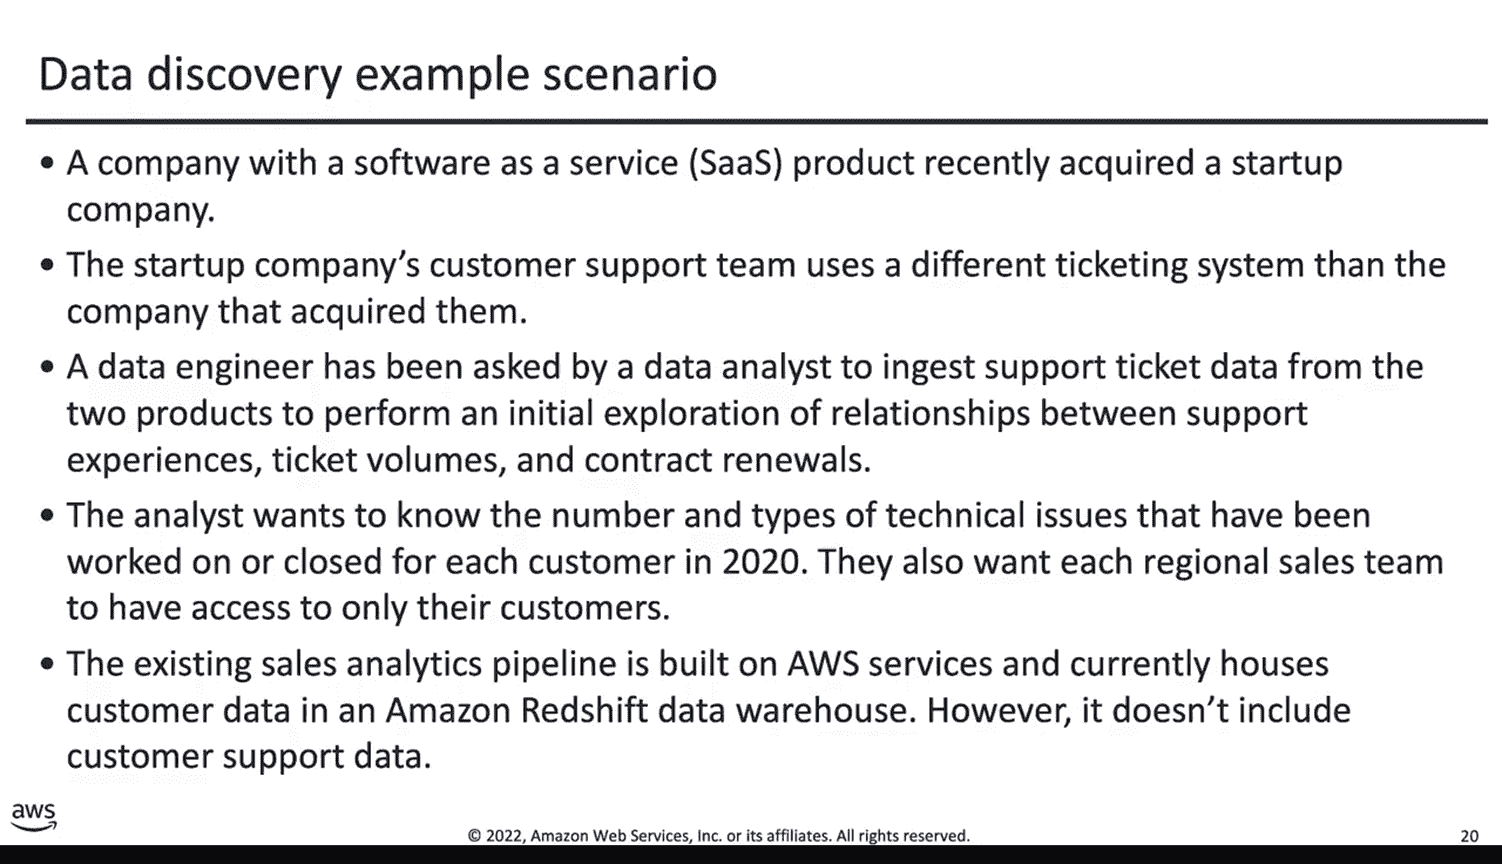 Data discovery example scenario
• A company with a software as a service (SaaS) product recently acquired a startup
company.
• The startup company’s customer support team uses a different ticketing system than the
company that acquired them.
• A data engineer has been asked by a data analyst to ingest support ticket data from the
two products to perform an initial exploration of relationships between support
experiences, ticket volumes, and contract renewals.
• The analyst wants to know the number and types of technical issues that have been
worked on or closed for each customer in 2020. They also want each regional sales team
to have access to only their customers.
• The existing sales analytics pipeline is built on AWS services and currently houses
customer data in an Amazon Redshift data warehouse. However, it doesn’t include
customer support data.
aws
© 2022, Amazon Web Services, Inc. or its affiliates. All rights reserved.
20